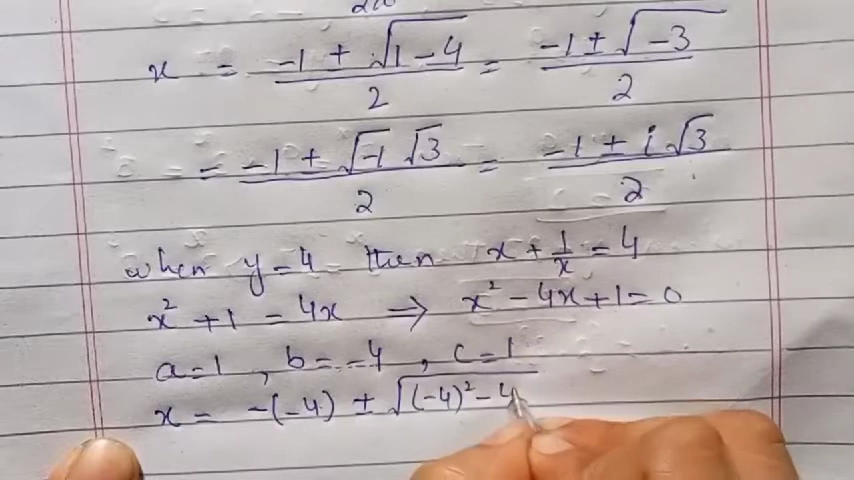 2a
x = -1 ± √1-4 / 2 = -1 ± √-3 / 2
= -1 ± √-1 √3 / 2 = -1 ± i √3 / 2
when y = 4 then x + 1/x = 4
x² + 1 = 4x ⇒ x² - 4x + 1 = 0
a = 1 , b = -4 , c = 1
x = -(-4) ± √(-4)² - 4